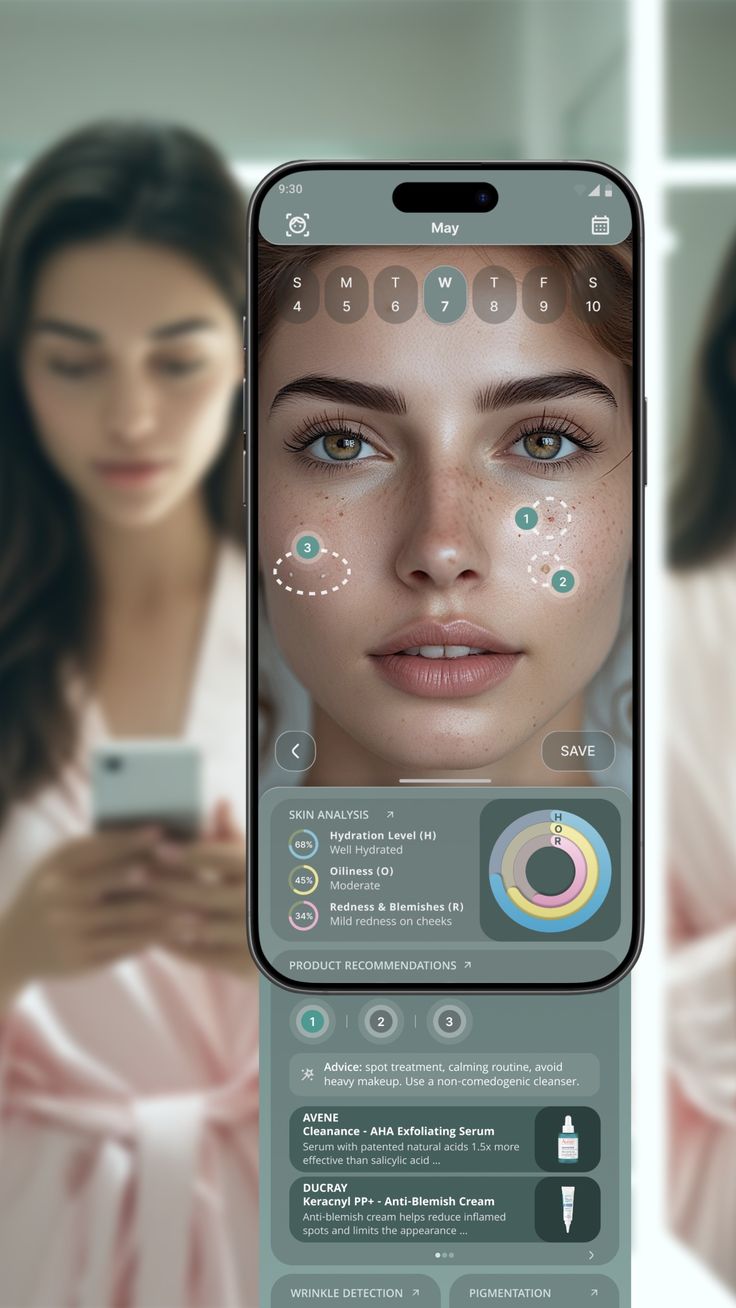 9:30
May
S M T W T F S
4 5 6 7 8 9 10
1
3
2
SAVE
SKIN ANALYSIS
H
O
R
68%
Hydration Level (H)
Well Hydrated
45%
Oiliness (O)
Moderate
34%
Redness & Blemishes (R)
Mild redness on cheeks
PRODUCT RECOMMENDATIONS
1 2 3
Advice: spot treatment, calming routine, avoid
heavy makeup. Use a non-comedogenic cleanser.
AVENE
Cleanance - AHA Exfoliating Serum
Serum with patented natural acids 1.5x more
effective than salicylic acid ...
DUCRAY
Keracnyl PP+ - Anti-Blemish Cream
Anti-blemish cream helps reduce inflamed
spots and limits the appearance ...
WRINKLE DETECTION
PIGMENTATION